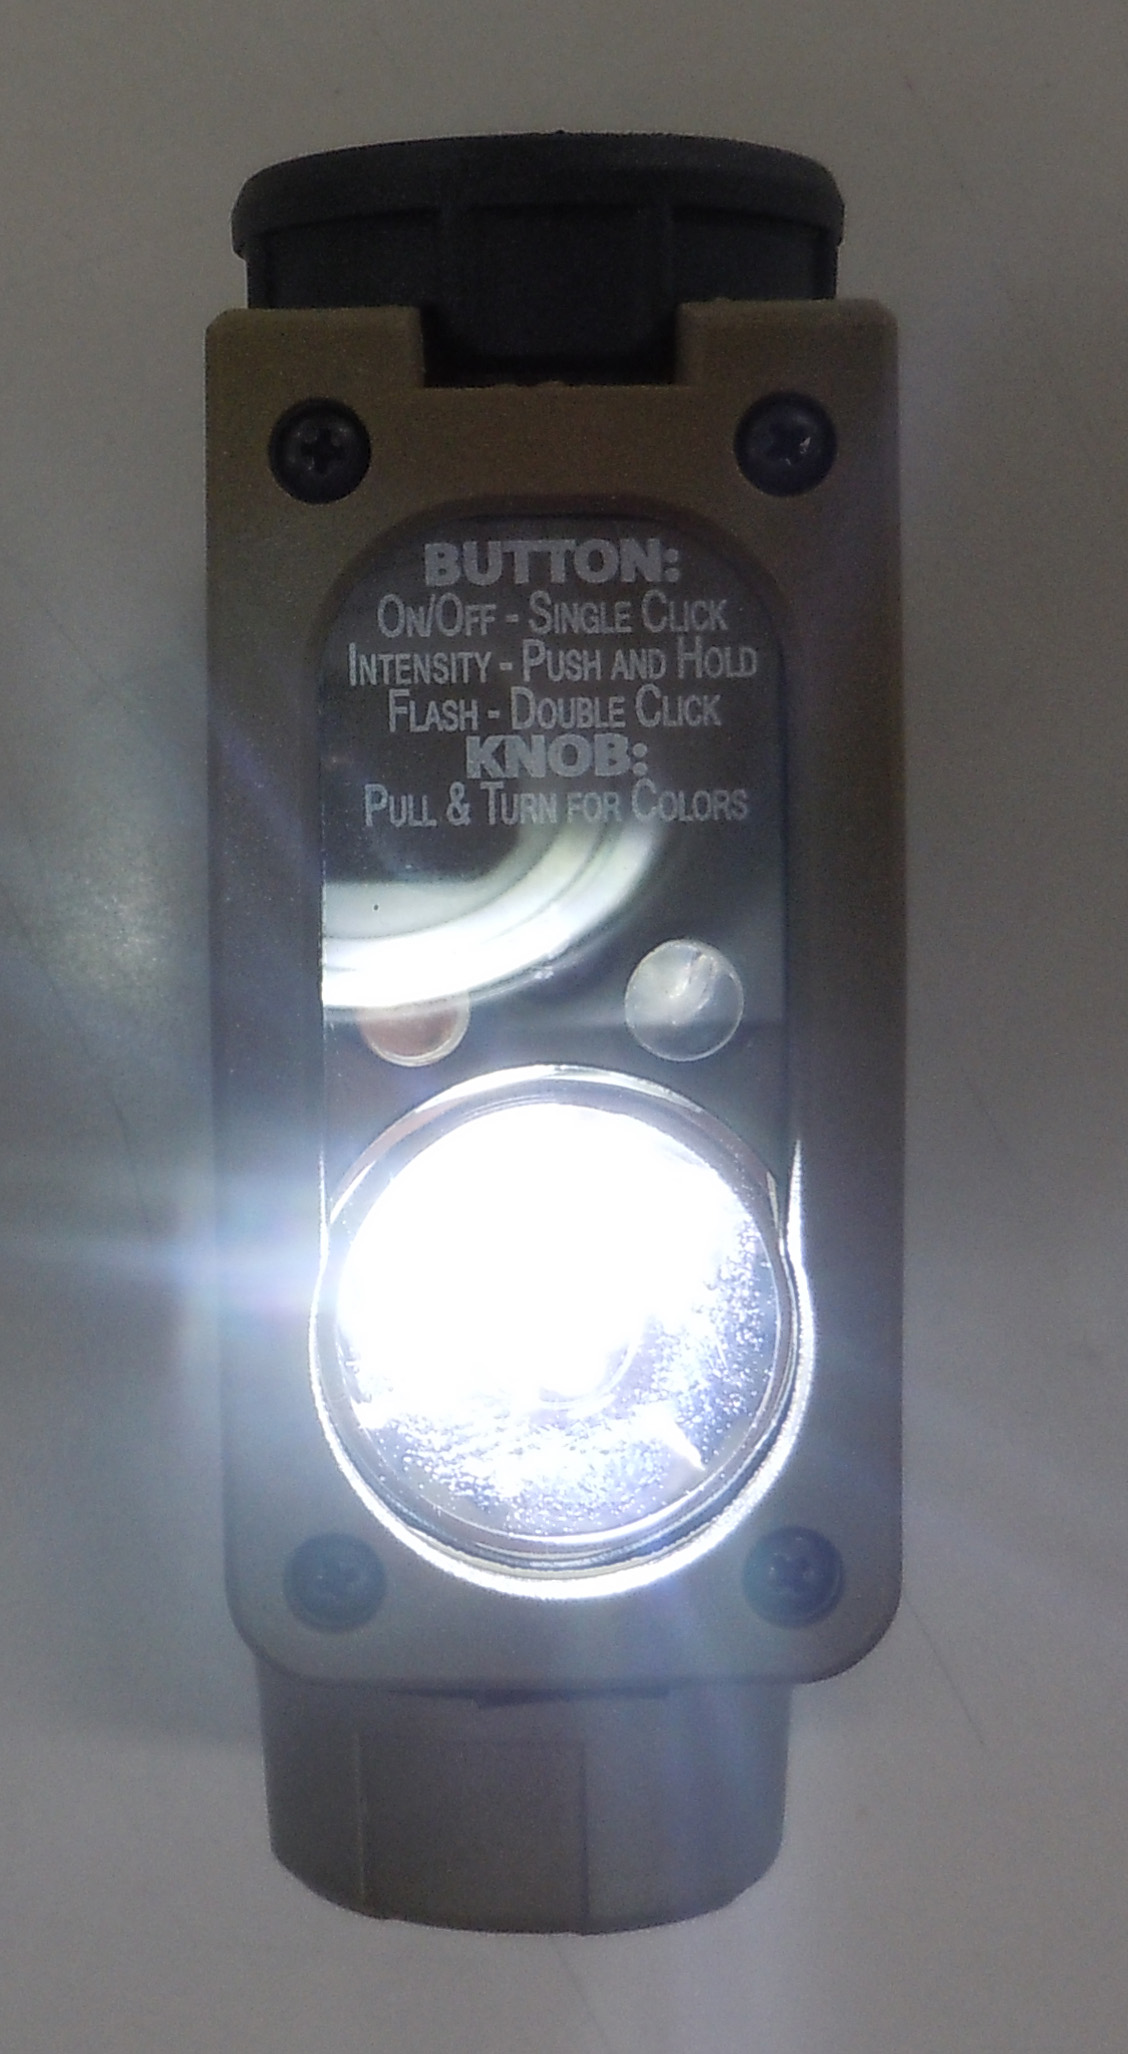 BUTTON:
ON/OFF - SINGLE CLICK
INTENSITY - PUSH AND HOLD
FLASH - DOUBLE CLICK
KNOB:
PULL & TURN FOR COLORS